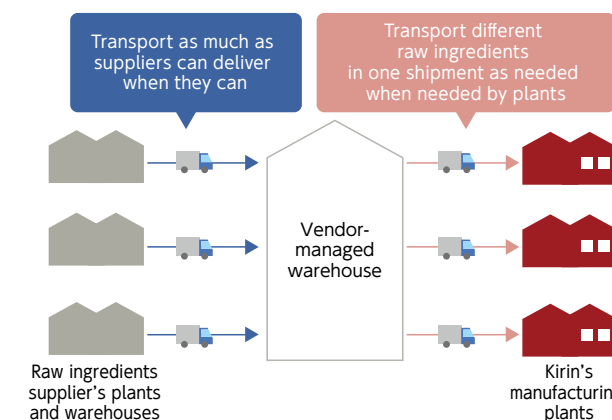 Transport as much as
suppliers can deliver
when they can
Transport different
raw ingredients
in one shipment as needed
when needed by plants
Vendor-
managed
warehouse
Raw ingredients
supplier’s plants
and warehouses
Kirin’s
manufacturin
plants